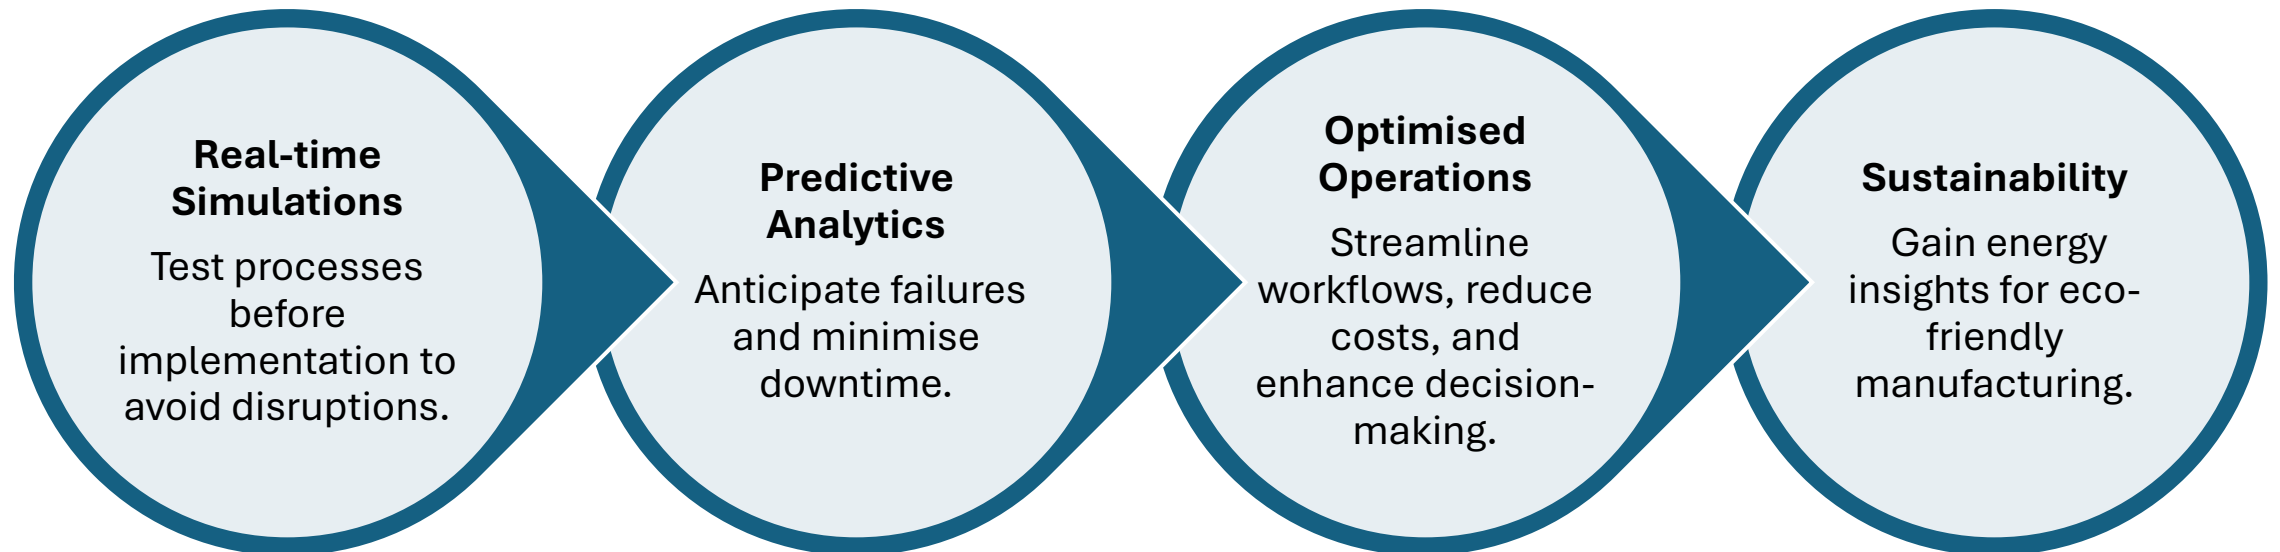 Real-time
Simulations
Test processes
before
implementation to
avoid disruptions.
Predictive
Analytics
Anticipate failures
and minimise
downtime.
Optimised
Operations
Streamline
workflows, reduce
costs, and
enhance decision-
making.
Sustainability
Gain energy
insights for eco-
friendly
manufacturing.